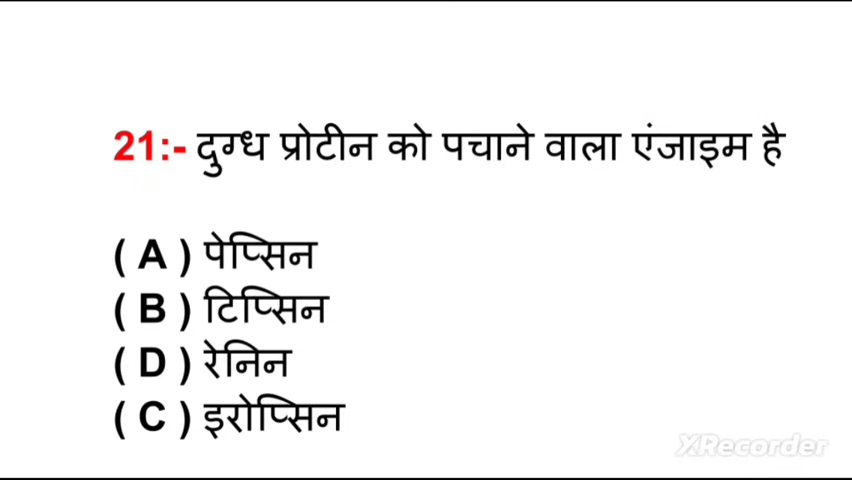 21:- दुग्ध प्रोटीन को पचाने वाला एंजाइम है
( A ) पेप्सिन
( B ) टिप्सिन
( D ) रेनिन
( C ) इरोप्सिन
XRecorder